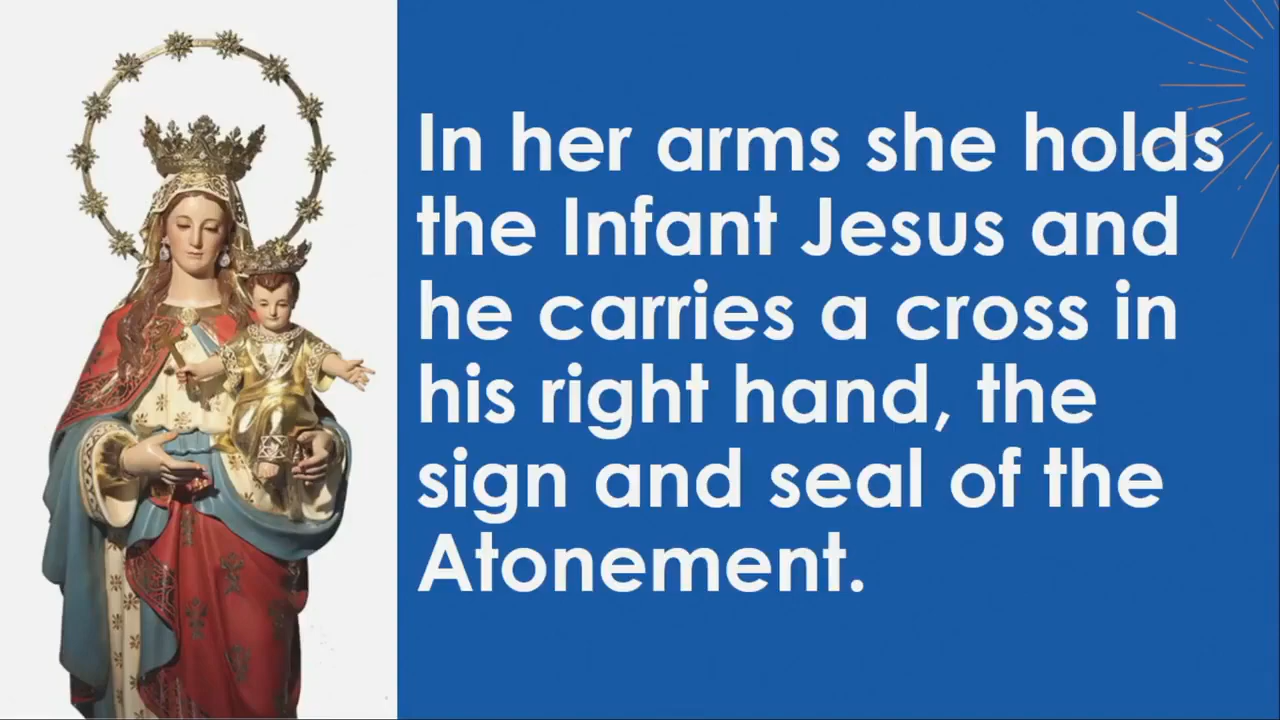 In her arms she holds
the Infant Jesus and
he carries a cross in
his right hand, the
sign and seal of the
Atonement.